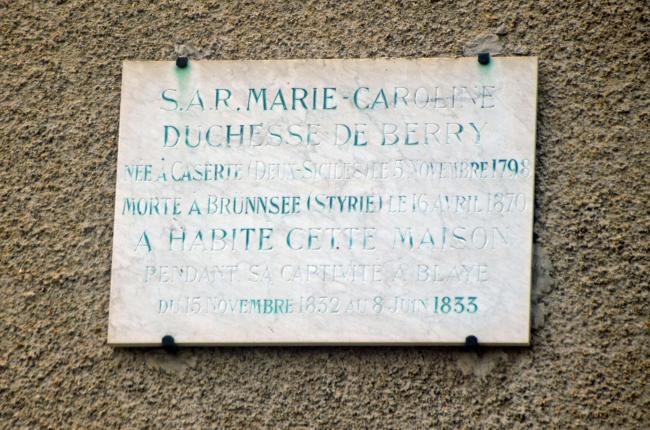 S.A.R. MARIE-CAROLINE
DUCHESSE DE BERRY
NÉE À CASERTE (DEUX-SICILES) LE 5 NOVEMBRE 1798
MORTE A BRUNNSEE (STYRIE) LE 16 AVRIL 1870
A HABITE CETTE MAISON
PENDANT SA CAPTIVITÉ A BLAYE
DU 15 NOVEMBRE 1832 AU 8 JUIN 1833